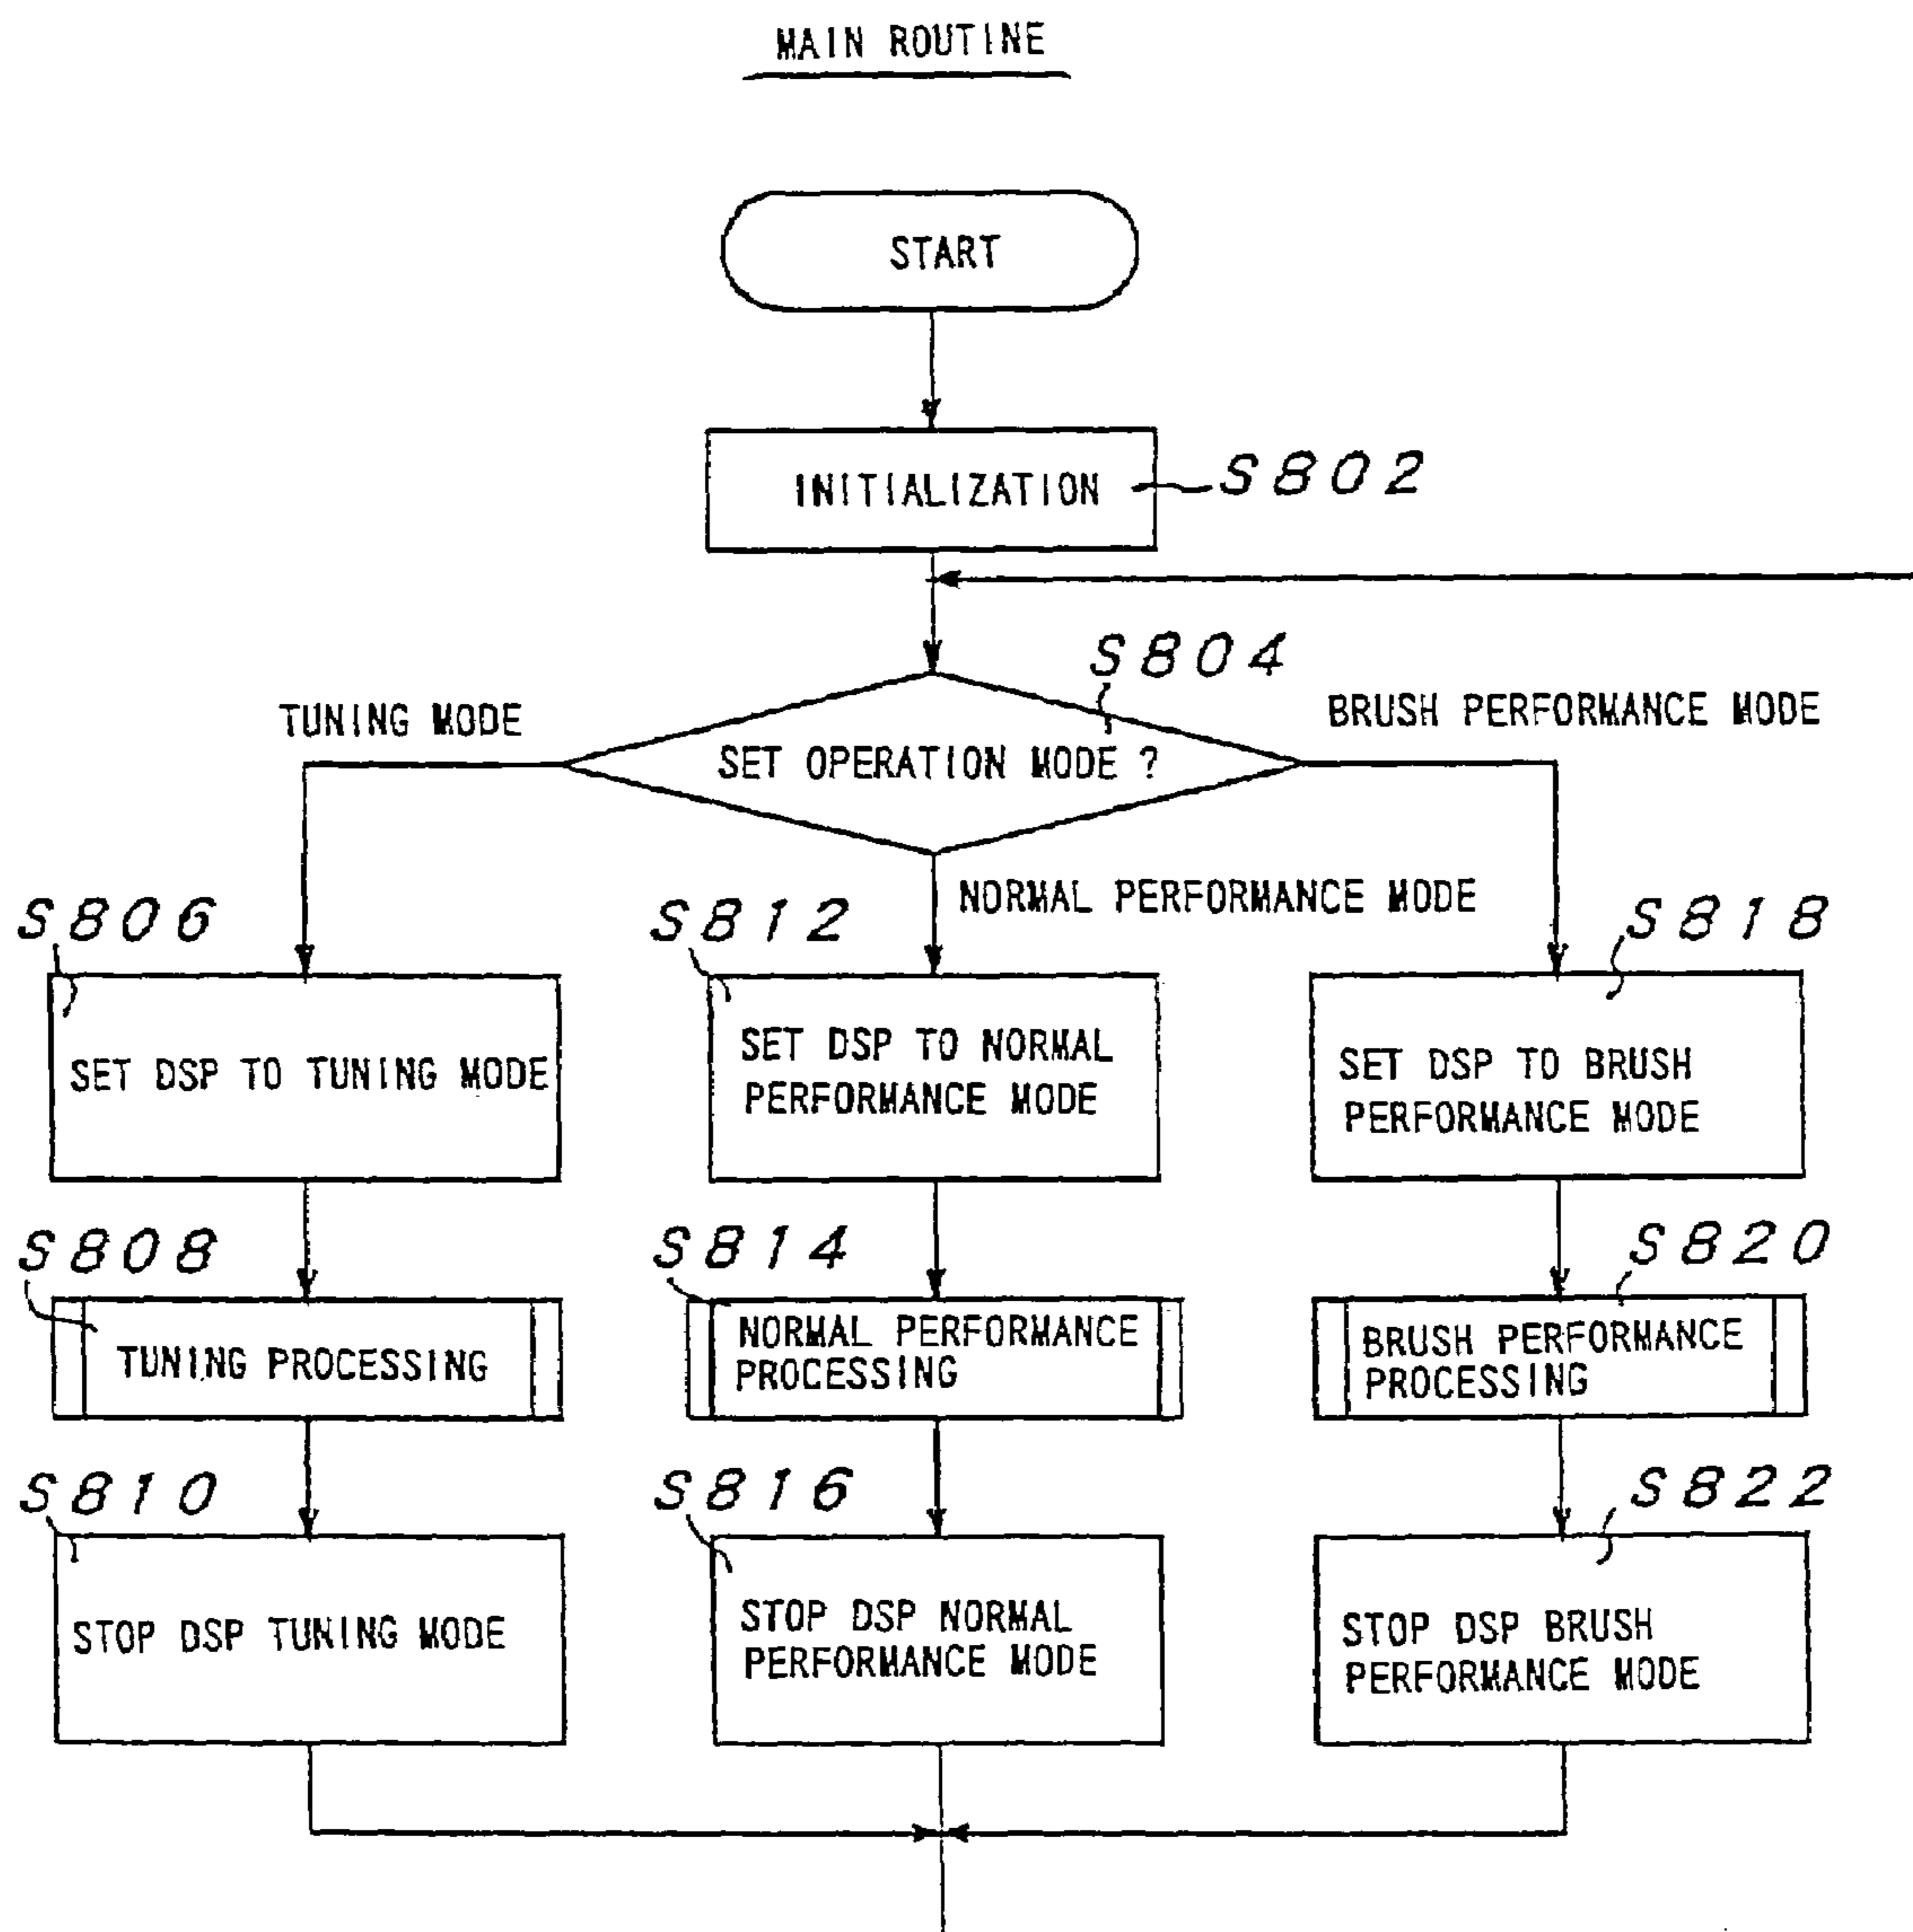 MAIN ROUTINE
START
INITIALIZATION
S802
S804
TUNING MODE
BRUSH PERFORMANCE MODE
SET OPERATION MODE ?
NORMAL PERFORMANCE MODE
S806
S812
S818
SET DSP TO TUNING MODE
SET DSP TO NORMAL
PERFORMANCE MODE
SET DSP TO BRUSH
PERFORMANCE MODE
S808
S814
S820
TUNING PROCESSING
NORMAL PERFORMANCE
PROCESSING
BRUSH PERFORMANCE
PROCESSING
S810
S816
S822
STOP DSP TUNING MODE
STOP DSP NORMAL
PERFORMANCE MODE
STOP DSP BRUSH
PERFORMANCE MODE